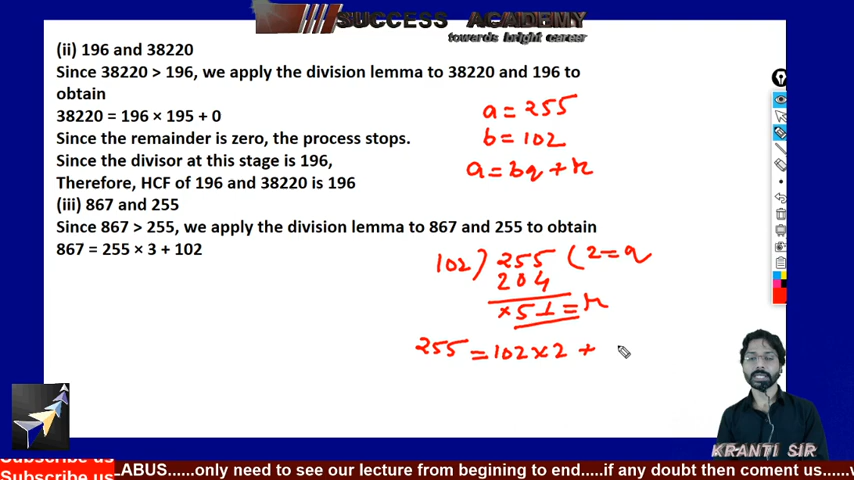 SUCCESS ACADEMY
towards bright career
(ii) 196 and 38220
Since 38220 > 196, we apply the division lemma to 38220 and 196 to
obtain
38220 = 196 × 195 + 0
Since the remainder is zero, the process stops.
Since the divisor at this stage is 196,
Therefore, HCF of 196 and 38220 is 196
(iii) 867 and 255
Since 867 > 255, we apply the division lemma to 867 and 255 to obtain
867 = 255 × 3 + 102
a = 255
b = 102
a = bq + r
102 ) 255 ( 2 = q
204
× 51 = r
255 = 102 × 2 +
KRANTI SIR
Subscribe us
Subscribe us
LABUS......only need to see our lecture from begining to end.....if any doubt then coment us......v